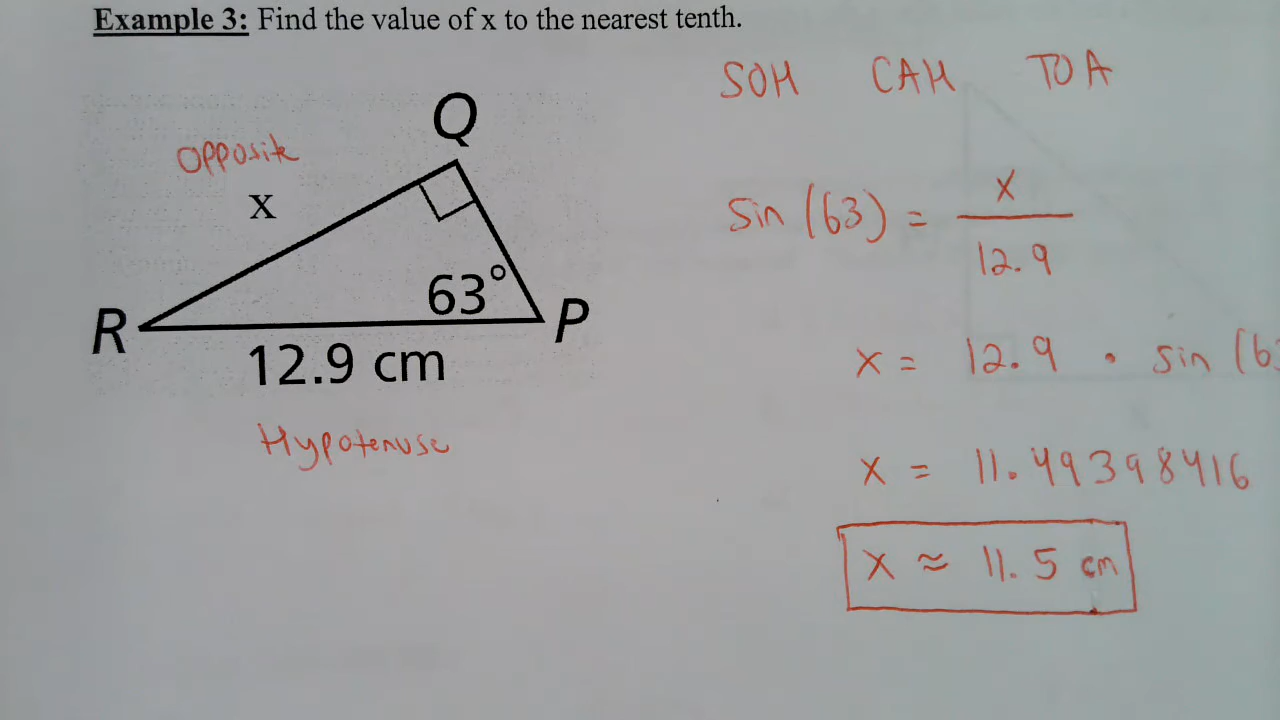 Example 3: Find the value of x to the nearest tenth.
SOH CAH TOA
Q
Opposite
x
63°
R
P
12.9 cm
Hypotenuse
sin (63) = x / 12.9
x = 12.9 • sin (63
x = 11.49398416
x ≈ 11.5 cm